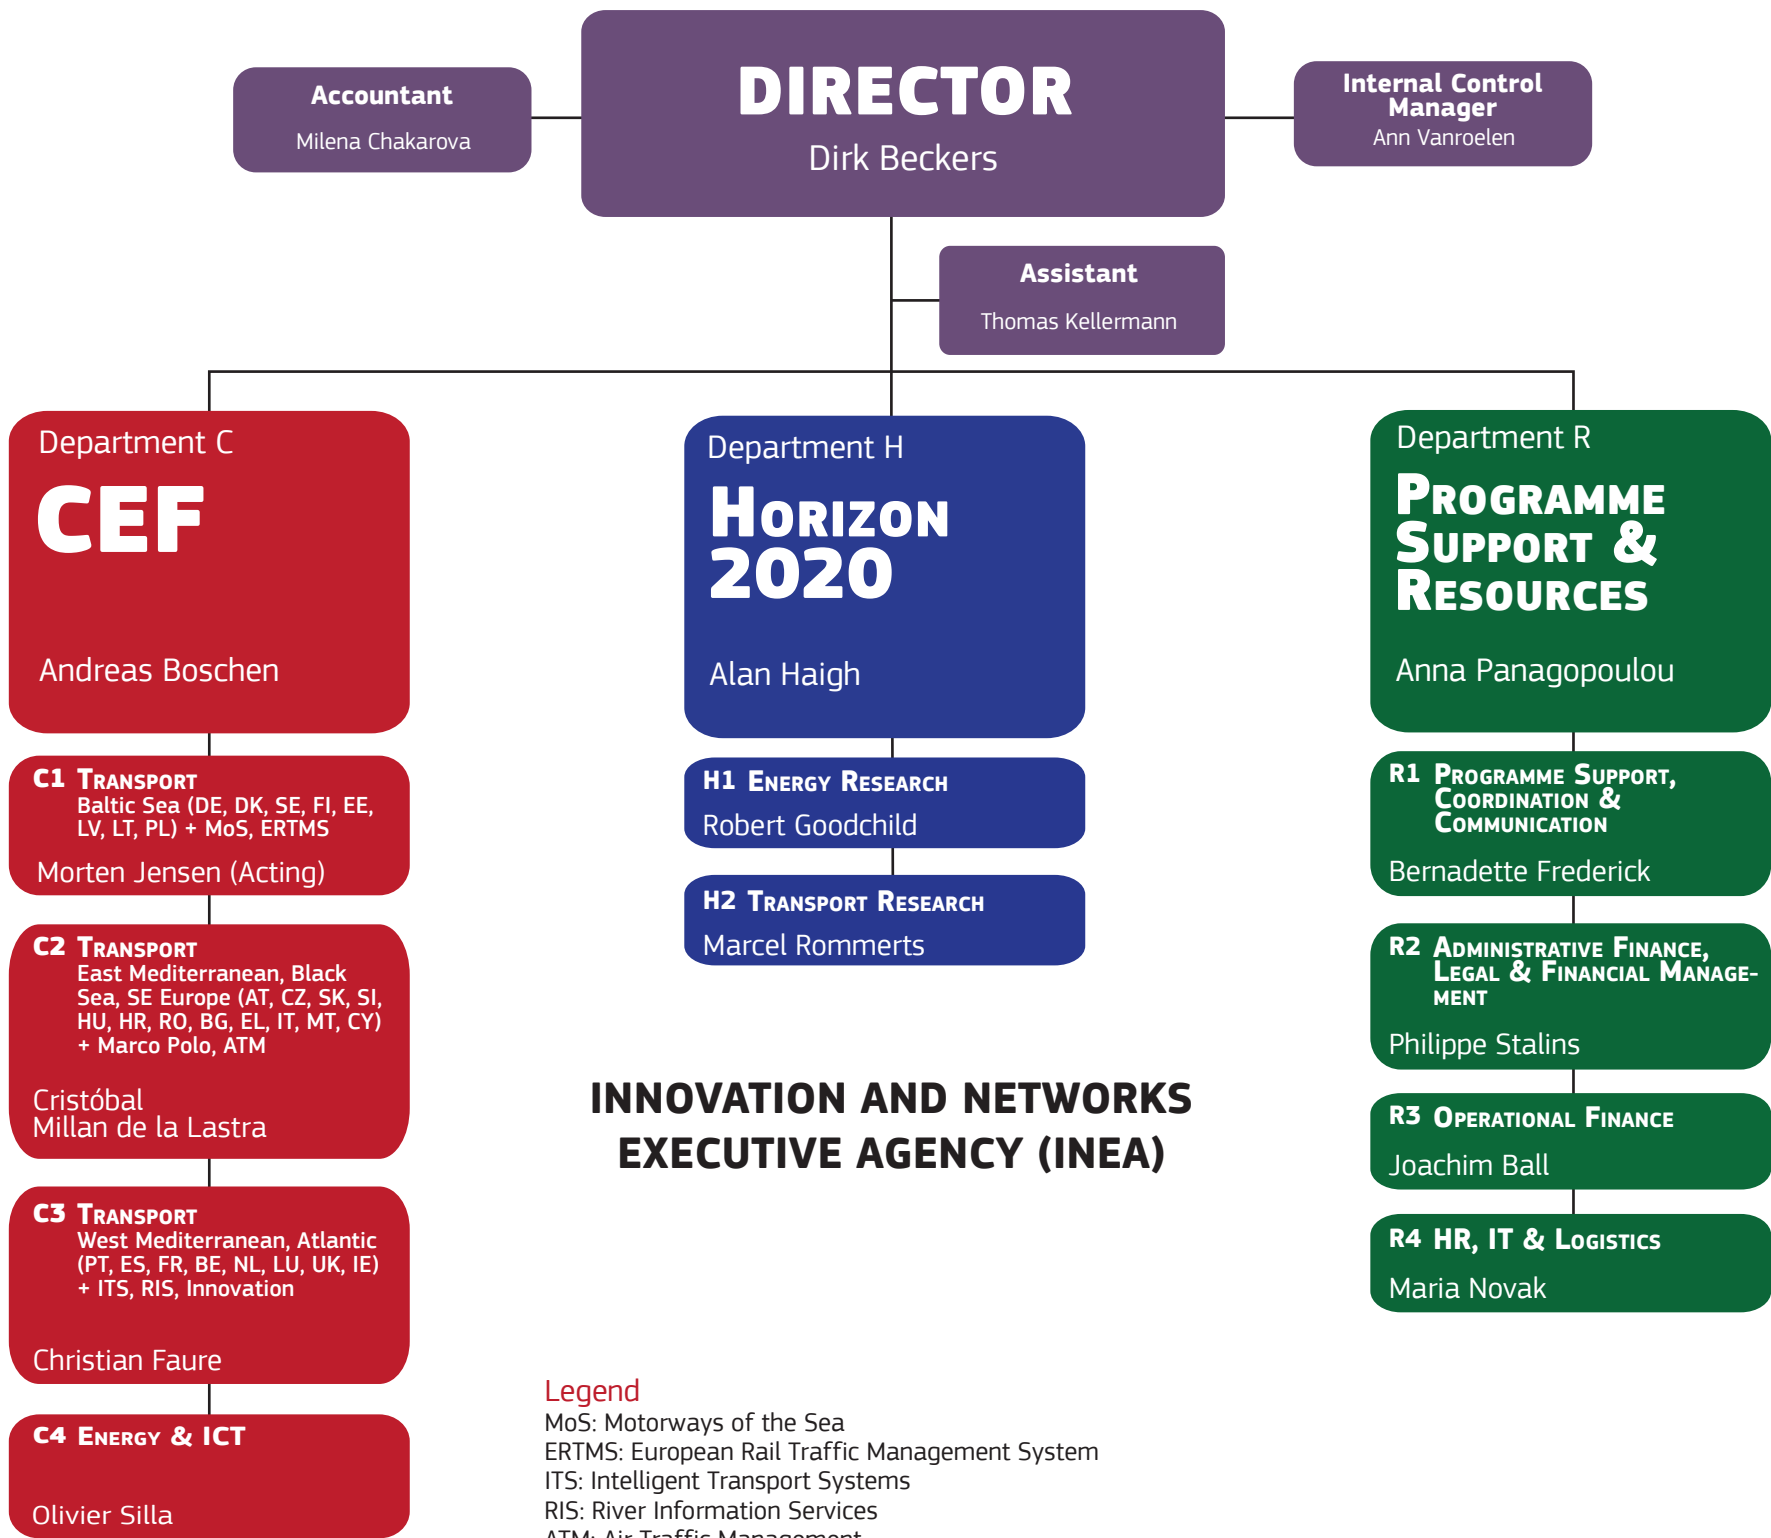 DIRECTOR
Dirk Beckers
Accountant
Milena Chakarova
Internal Control
Manager
Ann Vanroelen
Assistant
Thomas Kellermann
Department C
CEF
Andreas Boschen
C1 TRANSPORT
Baltic Sea (DE, DK, SE, FI, EE,
LV, LT, PL) + MoS, ERTMS
Morten Jensen (Acting)
C2 TRANSPORT
East Mediterranean, Black
Sea, SE Europe (AT, CZ, SK, SI,
HU, HR, RO, BG, EL, IT, MT, CY)
+ Marco Polo, ATM
Cristóbal
Millan de la Lastra
C3 TRANSPORT
West Mediterranean, Atlantic
(PT, ES, FR, BE, NL, LU, UK, IE)
+ ITS, RIS, Innovation
Christian Faure
C4 ENERGY & ICT
Olivier Silla
Department H
HORIZON
2020
Alan Haigh
H1 ENERGY RESEARCH
Robert Goodchild
H2 TRANSPORT RESEARCH
Marcel Rommerts
Department R
PROGRAMME
SUPPORT &
RESOURCES
Anna Panagopoulou
R1 PROGRAMME SUPPORT,
COORDINATION &
COMMUNICATION
Bernadette Frederick
R2 ADMINISTRATIVE FINANCE,
LEGAL & FINANCIAL MANAGE-
MENT
Philippe Stalins
R3 OPERATIONAL FINANCE
Joachim Ball
R4 HR, IT & LOGISTICS
Maria Novak
INNOVATION AND NETWORKS
EXECUTIVE AGENCY (INEA)
Legend
MoS: Motorways of the Sea
ERTMS: European Rail Traffic Management System
ITS: Intelligent Transport Systems
RIS: River Information Services
ATM: Air Traffic Management